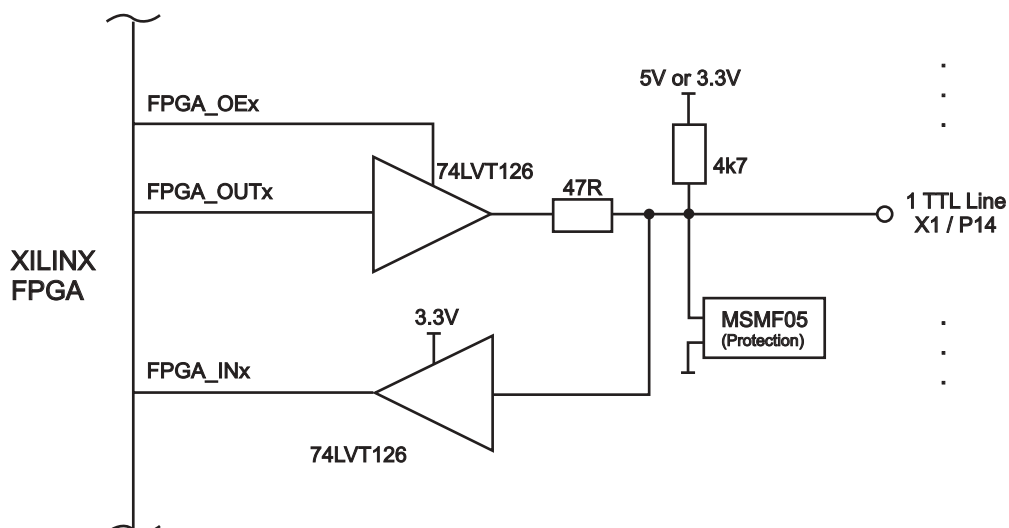 5V or 3.3V
FPGA_OEx
74LVT126
4k7
FPGA_OUTx
47R
1 TTL Line
X1 / P14
XILINX
FPGA
3.3V
MSMF05
(Protection)
FPGA_INx
74LVT126